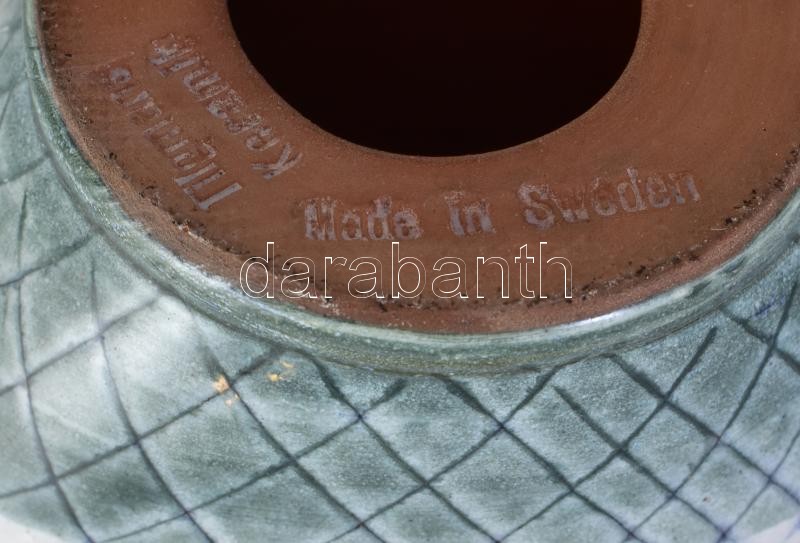 Tilgmans
Keramik
Made in Sweden
darabanth